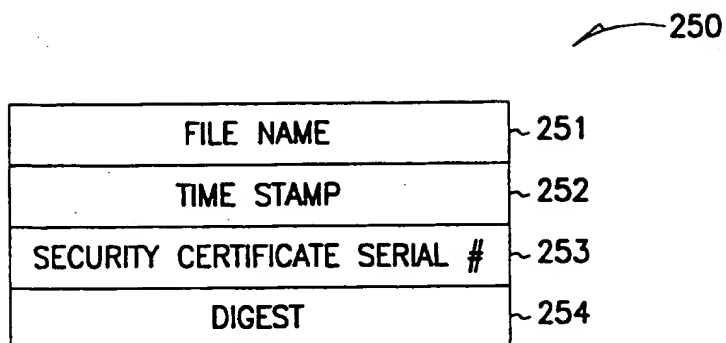 250
FILE NAME 251
TIME STAMP 252
SECURITY CERTIFICATE SERIAL # 253
DIGEST 254